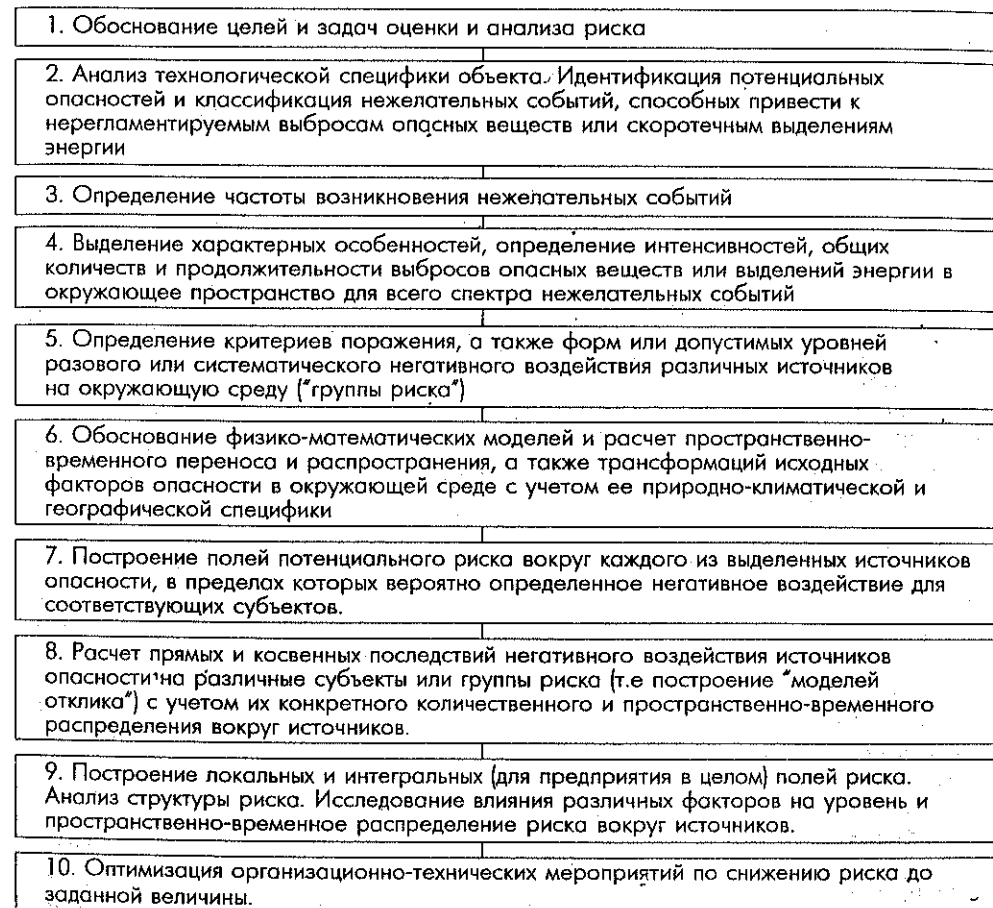 1. Обоснование целей и задач оценки и анализа риска
2. Анализ технологической специфики объекта. Идентификация потенциальных
опасностей и классификация нежелательных событий, способных привести к
нерегламентируемым выбросам опасных веществ или скоротечным выделениям
энергии
3. Определение частоты возникновения нежелательных событий
4. Выделение характерных особенностей, определение интенсивностей, общих
количеств и продолжительности выбросов опасных веществ или выделений энергии в
окружающее пространство для всего спектра нежелательных событий
5. Определение критериев поражения, а также форм или допустимых уровней
разового или систематического негативного воздействия различных источников
на окружающую среду ("группы риска")
6. Обоснование физико-математических моделей и расчет пространственно-
временного переноса и распространения, а также трансформаций исходных
факторов опасности в окружающей среде с учетом ее природно-климатической и
географической специфики
7. Построение полей потенциального риска вокруг каждого из выделенных источников
опасности, в пределах которых вероятно определенное негативное воздействие для
соответствующих субъектов.
8. Расчет прямых и косвенных последствий негативного воздействия источников
опасности на различные субъекты или группы риска (т.е построение "моделей
отклика") с учетом их конкретного количественного и пространственно-временного
распределения вокруг источников.
9. Построение локальных и интегральных (для предприятия в целом) полей риска.
Анализ структуры риска. Исследование влияния различных факторов на уровень и
пространственно-временное распределение риска вокруг источников.
10. Оптимизация организационно-технических мероприятий по снижению риска до
заданной величины.